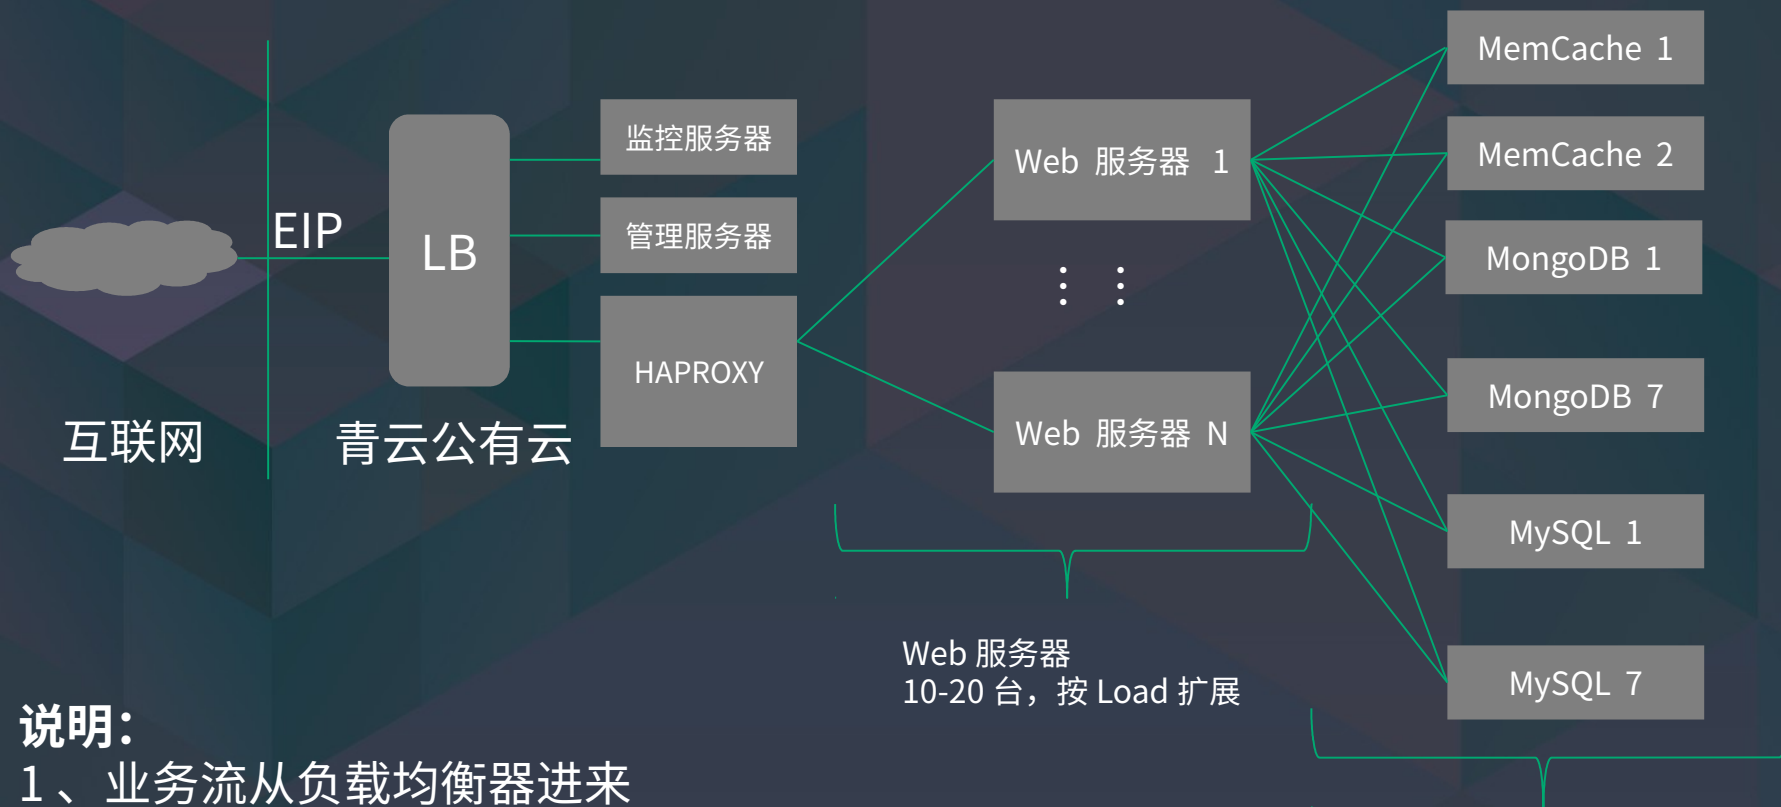 EIP
LB
互联网
青云公有云
监控服务器
管理服务器
HAPROXY
Web 服务器 1
⋮ ⋮
Web 服务器 N
MemCache 1
MemCache 2
MongoDB 1
MongoDB 7
MySQL 1
MySQL 7
Web 服务器
10-20 台，按 Load 扩展
说明：
1 、业务流从负载均衡器进来